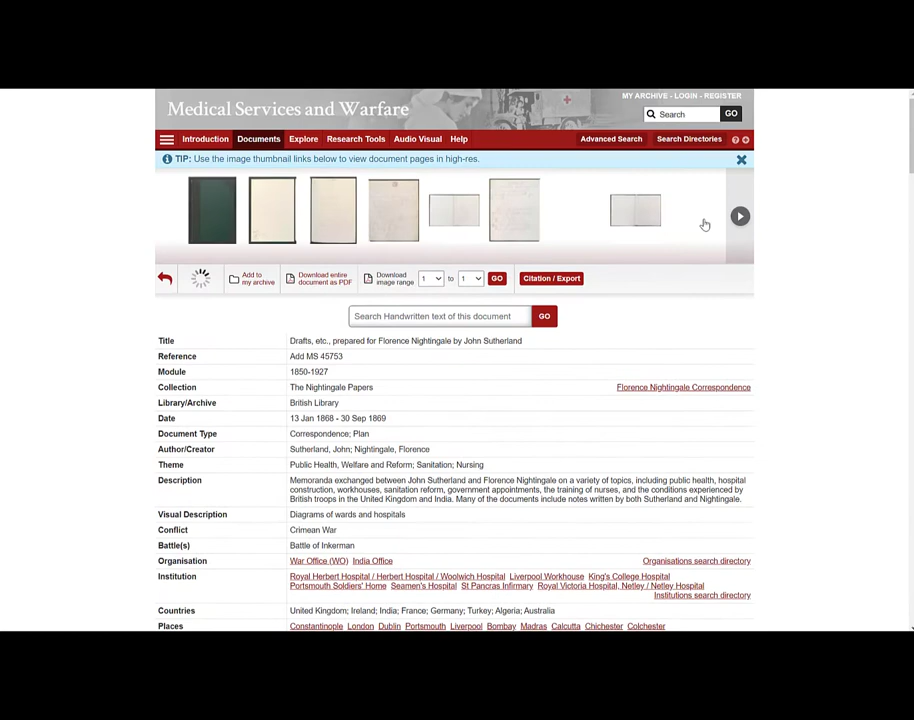 MY ARCHIVE - LOGIN - REGISTER
Medical Services and Warfare
Search GO
Introduction Documents Explore Research Tools Audio Visual Help Advanced Search Search Directories
TIP: Use the image thumbnail links below to view document pages in high-res.
Add to my archive
Download entire document as PDF
Download image range 1 to 1 GO
Citation / Export
Search Handwritten text of this document GO
Title Drafts, etc., prepared for Florence Nightingale by John Sutherland
Reference Add MS 45753
Module 1850-1927
Collection The Nightingale Papers Florence Nightingale Correspondence
Library/Archive British Library
Date 13 Jan 1868 - 30 Sep 1869
Document Type Correspondence; Plan
Author/Creator Sutherland, John; Nightingale, Florence
Theme Public Health, Welfare and Reform; Sanitation; Nursing
Description Memoranda exchanged between John Sutherland and Florence Nightingale on a variety of topics, including public health, hospital
construction, workhouses, sanitation reform, government appointments, the training of nurses, and the conditions experienced by
British troops in the United Kingdom and India. Many of the documents include notes written by both Sutherland and Nightingale.
Visual Description Diagrams of wards and hospitals
Conflict Crimean War
Battle(s) Battle of Inkerman
Organisation War Office (WO) India Office Organisations search directory
Institution Royal Herbert Hospital / Herbert Hospital / Woolwich Hospital Liverpool Workhouse King's College Hospital
Portsmouth Soldiers' Home Seamen's Hospital St Pancras Infirmary Royal Victoria Hospital, Netley / Netley Hospital
Institutions search directory
Countries United Kingdom; Ireland; India; France; Germany; Turkey; Algeria; Australia
Places Constantinople London Dublin Portsmouth Liverpool Bombay Madras Calcutta Chichester Colchester